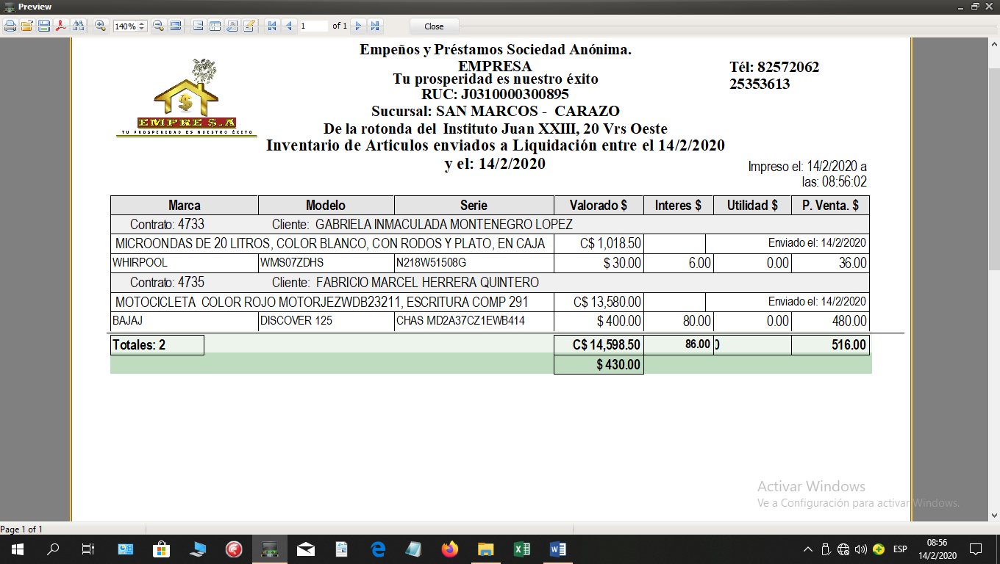 Preview
140%
1 of 1
Close
Empeños y Préstamos Sociedad Anónima.
EMPRESA
Tu prosperidad es nuestro éxito
RUC: J0310000300895
Sucursal: SAN MARCOS - CARAZO
De la rotonda del Instituto Juan XXIII, 20 Vrs Oeste
Inventario de Articulos enviados a Liquidación entre el 14/2/2020
y el: 14/2/2020
Tél: 82572062
25353613
EMPRE S.A
TU PROSPERIDAD ES NUESTRO ÉXITO
Impreso el: 14/2/2020 a
las: 08:56:02
Marca Modelo Serie Valorado $ Interes $ Utilidad $ P. Venta. $
Contrato: 4733 Cliente: GABRIELA INMACULADA MONTENEGRO LOPEZ
MICROONDAS DE 20 LITROS, COLOR BLANCO, CON RODOS Y PLATO, EN CAJA C$ 1,018.50 Enviado el: 14/2/2020
WHIRPOOL WMS07ZDHS N218W51508G $ 30.00 6.00 0.00 36.00
Contrato: 4735 Cliente: FABRICIO MARCEL HERRERA QUINTERO
MOTOCICLETA COLOR ROJO MOTORJEZWDB23211, ESCRITURA COMP 291 C$ 13,580.00 Enviado el: 14/2/2020
BAJAJ DISCOVER 125 CHAS MD2A37CZ1EWB414 $ 400.00 80.00 0.00 480.00
Totales: 2 C$ 14,598.50 86.00 0 516.00
$ 430.00
Activar Windows
Ve a Configuración para activar Windows.
Page 1 of 1
ESP
08:56
14/2/2020